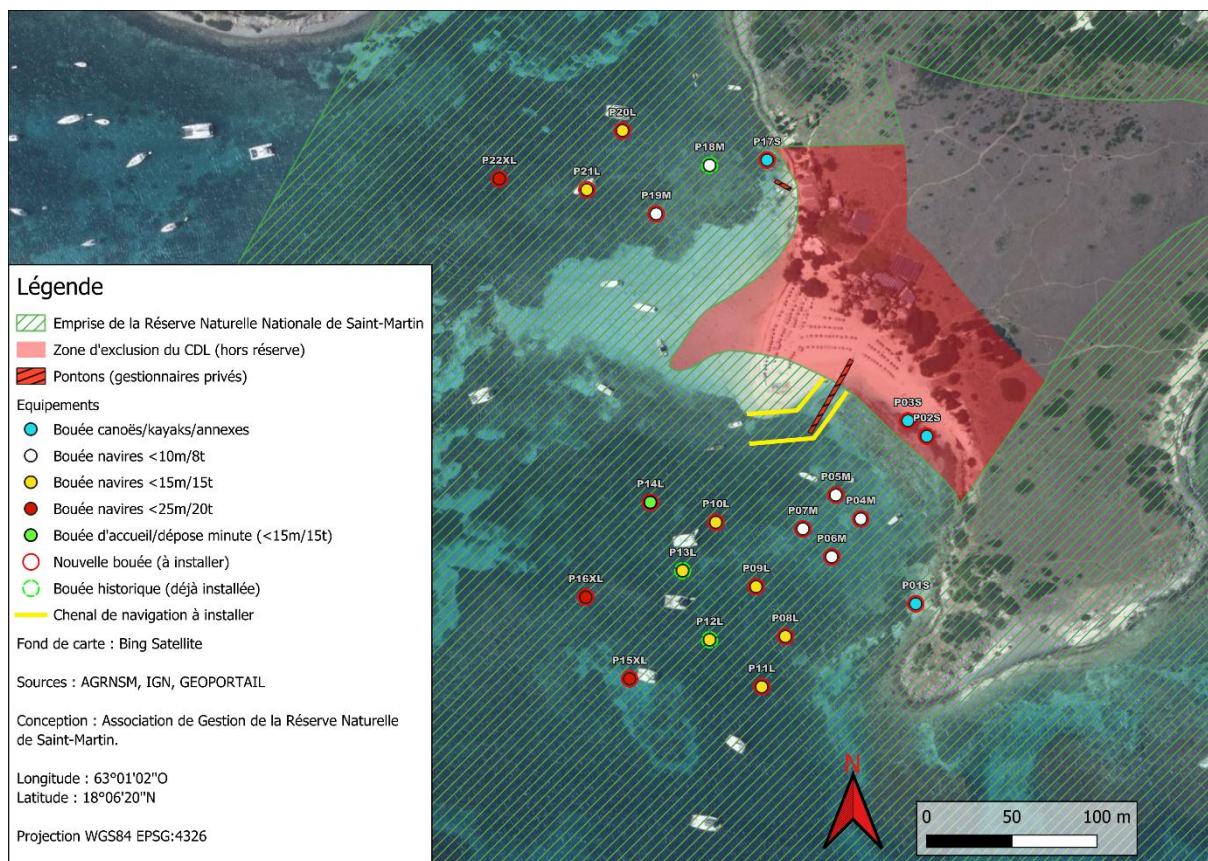 P20L
P18M
P17S
P22XL
P21L
P19M
Légende
Emprise de la Réserve Naturelle Nationale de Saint-Martin
Zone d'exclusion du CDL (hors réserve)
Pontons (gestionnaires privés)
Equipements
Bouée canoës/kayaks/annexes
Bouée navires <10m/8t
Bouée navires <15m/15t
Bouée navires <25m/20t
Bouée d'accueil/dépose minute (<15m/15t)
Nouvelle bouée (à installer)
Bouée historique (déjà installée)
Chenal de navigation à installer
Fond de carte : Bing Satellite
Sources : AGRNSM, IGN, GEOPORTAIL
Conception : Association de Gestion de la Réserve Naturelle
de Saint-Martin.
Longitude : 63°01'02"O
Latitude : 18°06'20"N
Projection WGS84 EPSG:4326
P03S
P02S
P05M
P14L
P10L
P04M
P07M
P06M
P13L
P09L
P16XL
P01S
P12L
P08L
P15XL
P11L
N
0 50 100 m